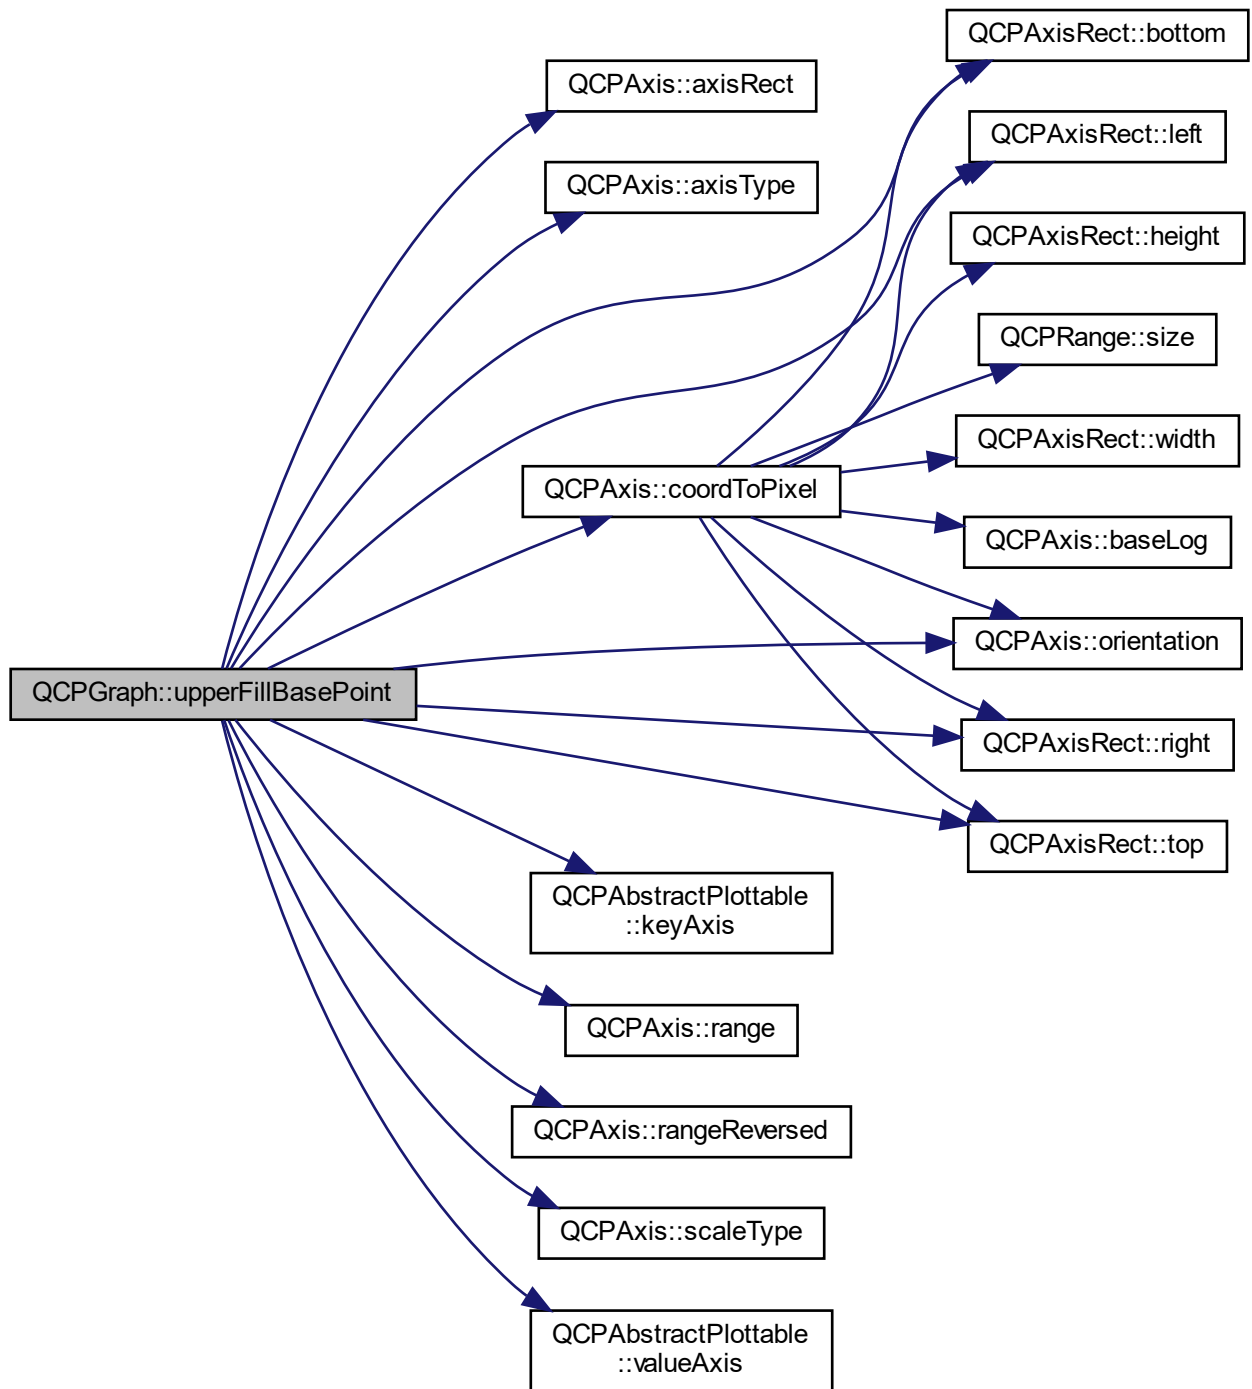 QCPAxisRect::bottom
QCPAxis::axisRect
QCPAxisRect::left
QCPAxis::axisType
QCPAxisRect::height
QCPRange::size
QCPAxisRect::width
QCPAxis::coordToPixel
QCPAxis::baseLog
QCPAxis::orientation
QCPGraph::upperFillBasePoint
QCPAxisRect::right
QCPAxisRect::top
QCPAbstractPlottable
::keyAxis
QCPAxis::range
QCPAxis::rangeReversed
QCPAxis::scaleType
QCPAbstractPlottable
::valueAxis